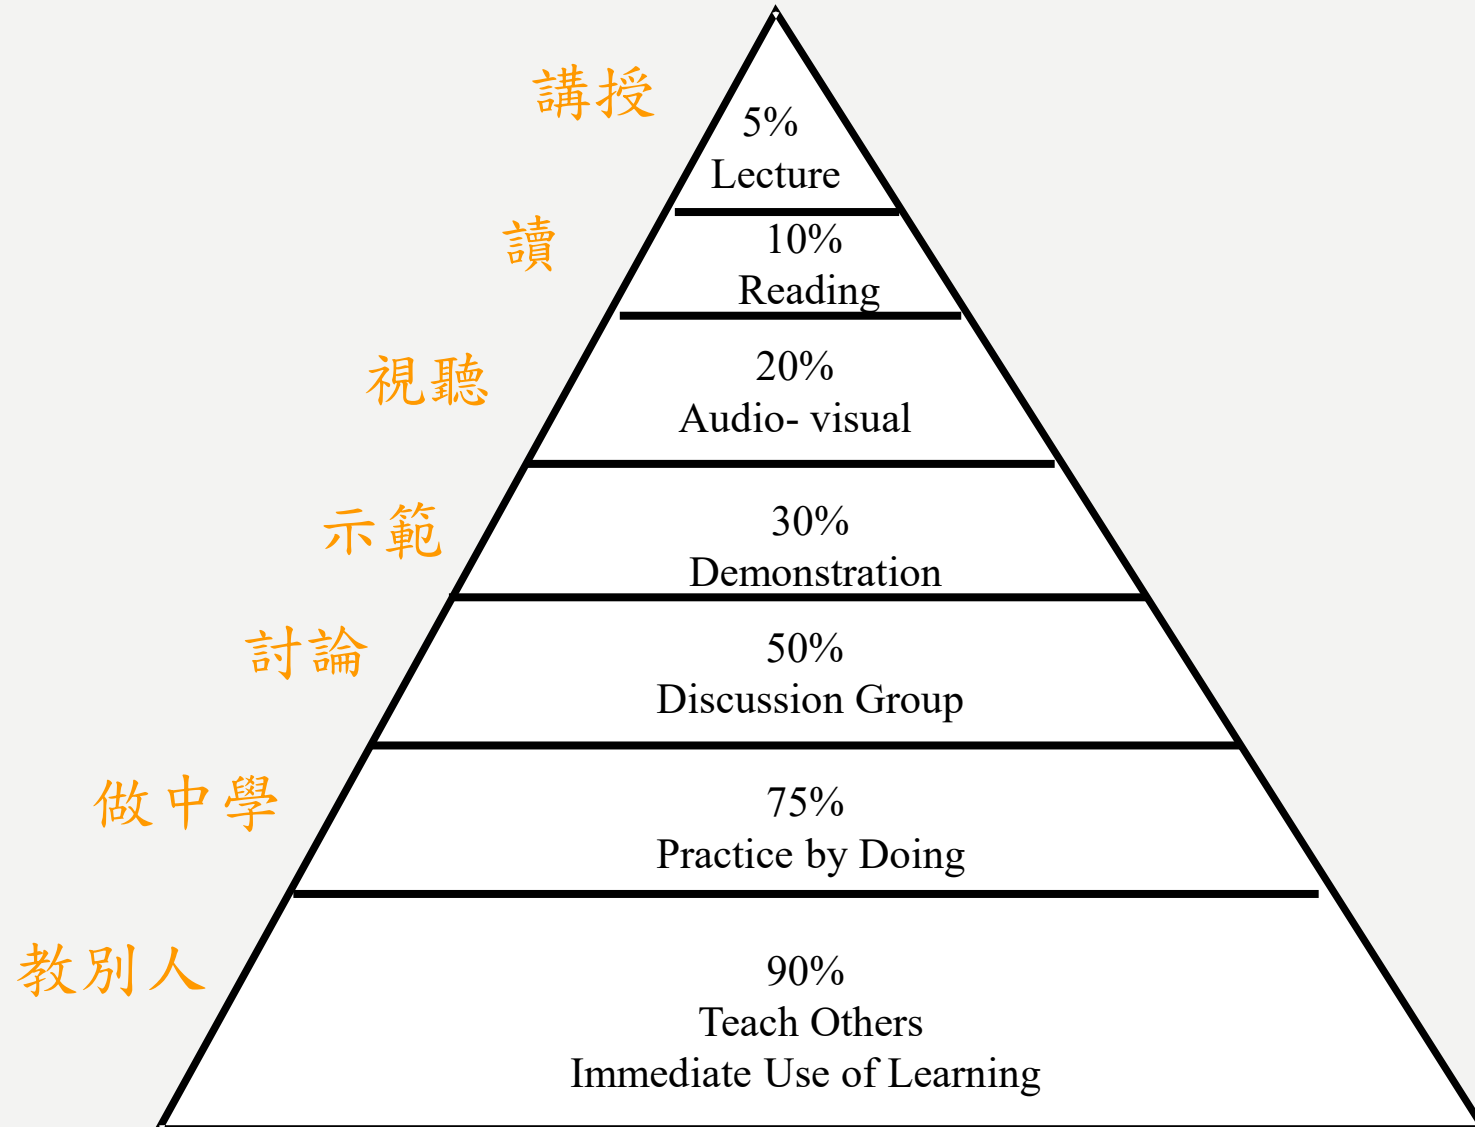 講授
5%
Lecture
讀
10%
Reading
視聽
20%
Audio- visual
示範
30%
Demonstration
討論
50%
Discussion Group
做中學
75%
Practice by Doing
教別人
90%
Teach Others
Immediate Use of Learning